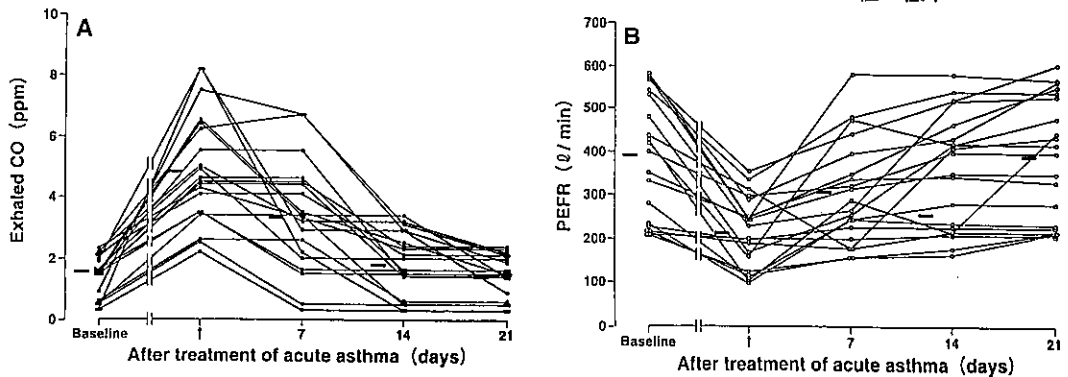 A
Exhaled CO (ppm)
10
8
6
4
2
0
Baseline
1
7
14
21
After treatment of acute asthma (days)
B
PEFR (ℓ/min)
700
600
500
400
300
200
100
0
Baseline
1
7
14
21
After treatment of acute asthma (days)